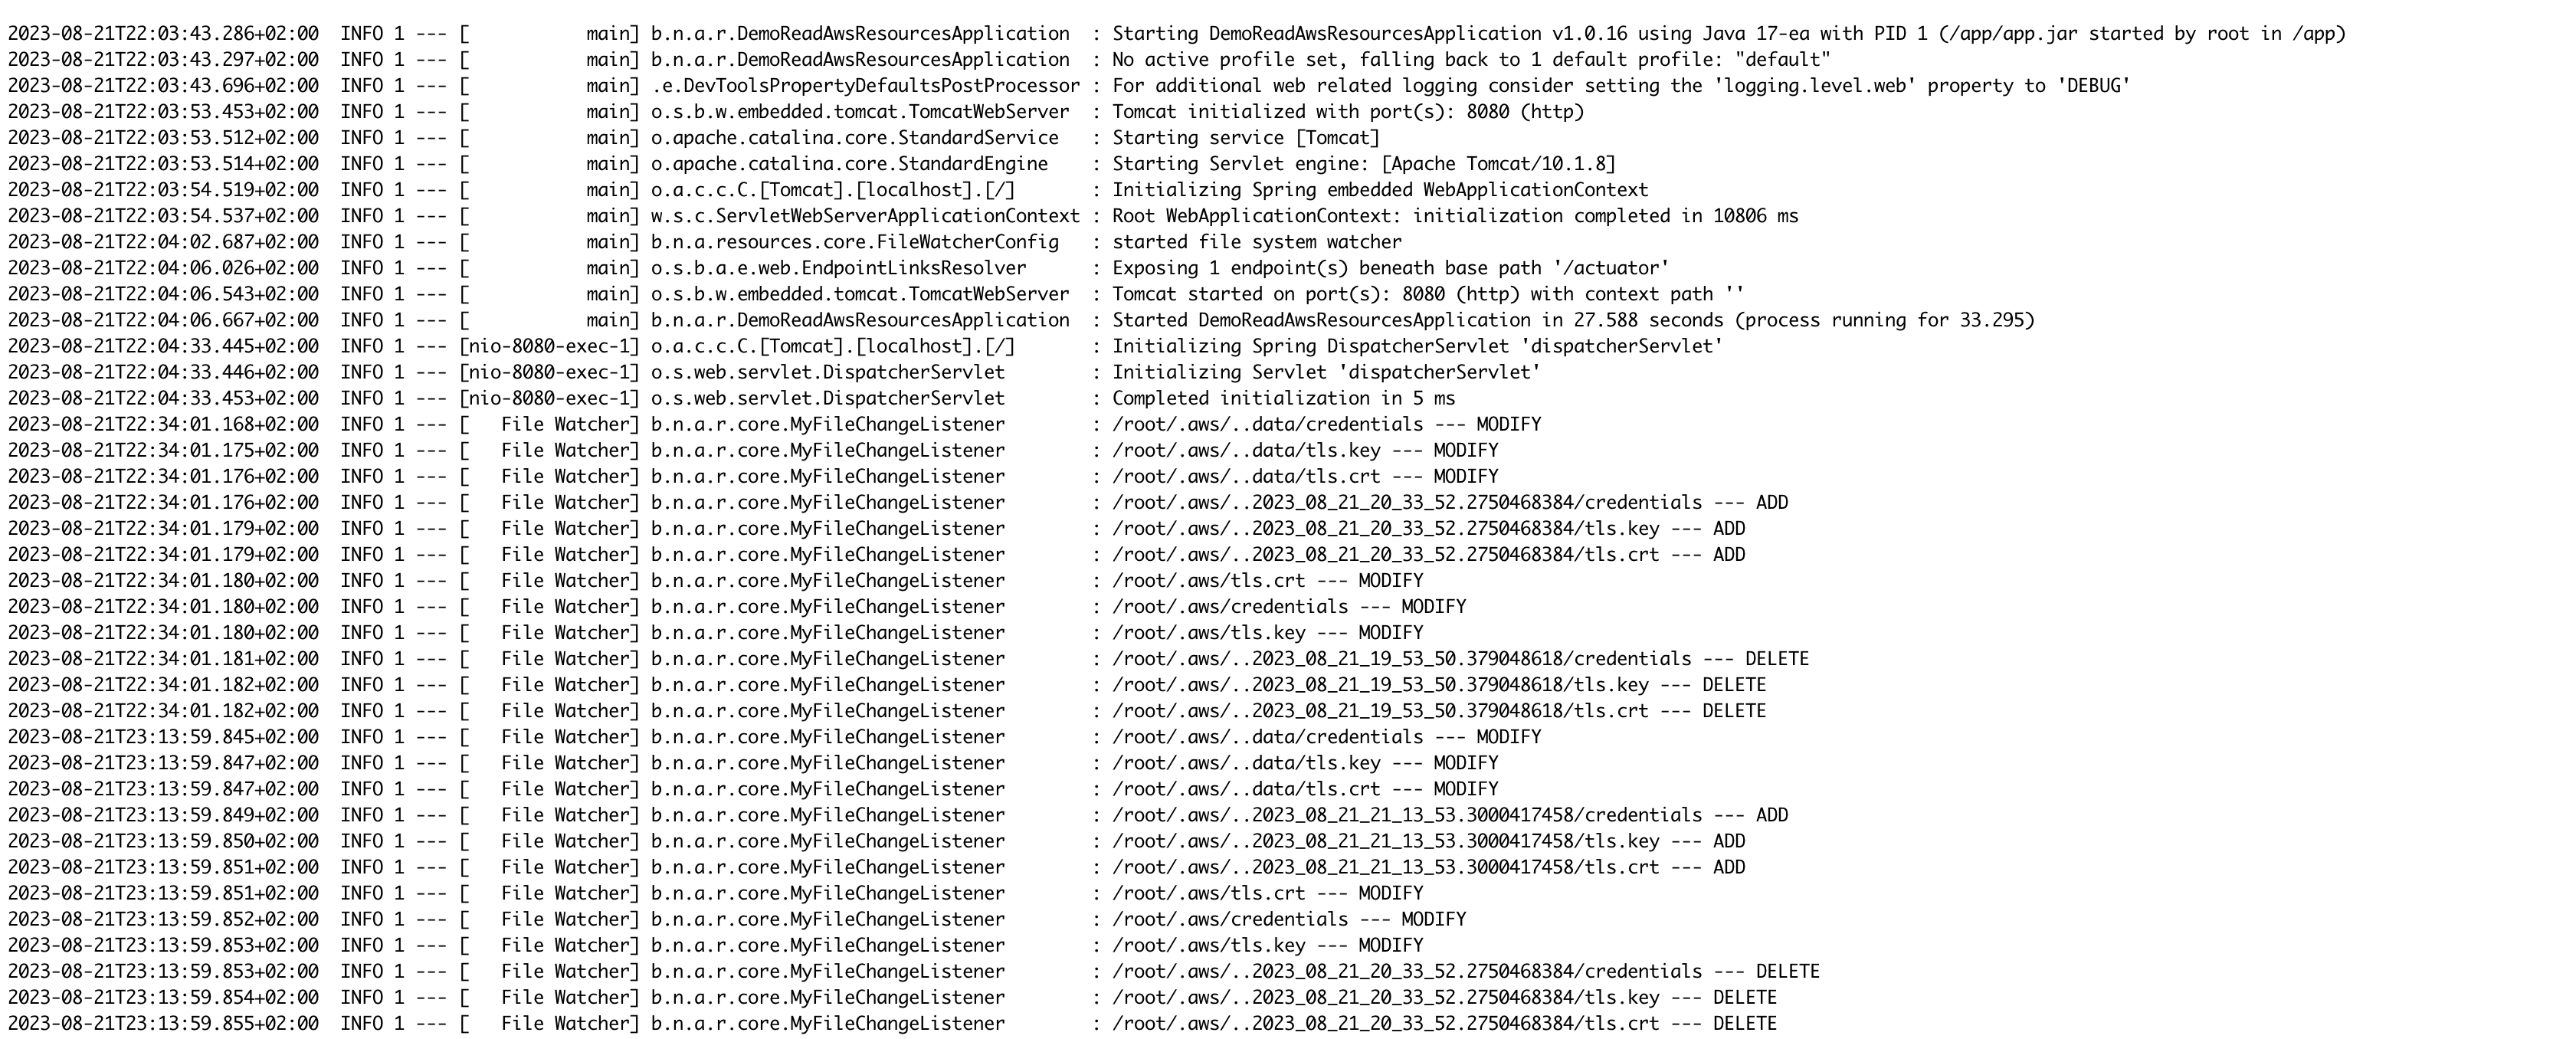 2023-08-21T22:03:43.286+02:00  INFO 1 --- [           main] b.n.a.r.DemoReadAwsResourcesApplication  : Starting DemoReadAwsResourcesApplication v1.0.16 using Java 17-ea with PID 1 (/app/app.jar started by root in /app)
2023-08-21T22:03:43.297+02:00  INFO 1 --- [           main] b.n.a.r.DemoReadAwsResourcesApplication  : No active profile set, falling back to 1 default profile: "default"
2023-08-21T22:03:43.696+02:00  INFO 1 --- [           main] .e.DevToolsPropertyDefaultsPostProcessor : For additional web related logging consider setting the 'logging.level.web' property to 'DEBUG'
2023-08-21T22:03:53.453+02:00  INFO 1 --- [           main] o.s.b.w.embedded.tomcat.TomcatWebServer  : Tomcat initialized with port(s): 8080 (http)
2023-08-21T22:03:53.512+02:00  INFO 1 --- [           main] o.apache.catalina.core.StandardService   : Starting service [Tomcat]
2023-08-21T22:03:53.514+02:00  INFO 1 --- [           main] o.apache.catalina.core.StandardEngine    : Starting Servlet engine: [Apache Tomcat/10.1.8]
2023-08-21T22:03:54.519+02:00  INFO 1 --- [           main] o.a.c.c.C.[Tomcat].[localhost].[/]       : Initializing Spring embedded WebApplicationContext
2023-08-21T22:03:54.537+02:00  INFO 1 --- [           main] w.s.c.ServletWebServerApplicationContext : Root WebApplicationContext: initialization completed in 10806 ms
2023-08-21T22:04:02.687+02:00  INFO 1 --- [           main] b.n.a.resources.core.FileWatcherConfig   : started file system watcher
2023-08-21T22:04:06.026+02:00  INFO 1 --- [           main] o.s.b.a.e.web.EndpointLinksResolver      : Exposing 1 endpoint(s) beneath base path '/actuator'
2023-08-21T22:04:06.543+02:00  INFO 1 --- [           main] o.s.b.w.embedded.tomcat.TomcatWebServer  : Tomcat started on port(s): 8080 (http) with context path ''
2023-08-21T22:04:06.667+02:00  INFO 1 --- [           main] b.n.a.r.DemoReadAwsResourcesApplication  : Started DemoReadAwsResourcesApplication in 27.588 seconds (process running for 33.295)
2023-08-21T22:04:33.445+02:00  INFO 1 --- [nio-8080-exec-1] o.a.c.c.C.[Tomcat].[localhost].[/]       : Initializing Spring DispatcherServlet 'dispatcherServlet'
2023-08-21T22:04:33.446+02:00  INFO 1 --- [nio-8080-exec-1] o.s.web.servlet.DispatcherServlet        : Initializing Servlet 'dispatcherServlet'
2023-08-21T22:04:33.453+02:00  INFO 1 --- [nio-8080-exec-1] o.s.web.servlet.DispatcherServlet        : Completed initialization in 5 ms
2023-08-21T22:34:01.168+02:00  INFO 1 --- [   File Watcher] b.n.a.r.core.MyFileChangeListener        : /root/.aws/..data/credentials --- MODIFY
2023-08-21T22:34:01.175+02:00  INFO 1 --- [   File Watcher] b.n.a.r.core.MyFileChangeListener        : /root/.aws/..data/tls.key --- MODIFY
2023-08-21T22:34:01.176+02:00  INFO 1 --- [   File Watcher] b.n.a.r.core.MyFileChangeListener        : /root/.aws/..data/tls.crt --- MODIFY
2023-08-21T22:34:01.176+02:00  INFO 1 --- [   File Watcher] b.n.a.r.core.MyFileChangeListener        : /root/.aws/..2023_08_21_20_33_52.2750468384/credentials --- ADD
2023-08-21T22:34:01.179+02:00  INFO 1 --- [   File Watcher] b.n.a.r.core.MyFileChangeListener        : /root/.aws/..2023_08_21_20_33_52.2750468384/tls.key --- ADD
2023-08-21T22:34:01.179+02:00  INFO 1 --- [   File Watcher] b.n.a.r.core.MyFileChangeListener        : /root/.aws/..2023_08_21_20_33_52.2750468384/tls.crt --- ADD
2023-08-21T22:34:01.180+02:00  INFO 1 --- [   File Watcher] b.n.a.r.core.MyFileChangeListener        : /root/.aws/tls.crt --- MODIFY
2023-08-21T22:34:01.180+02:00  INFO 1 --- [   File Watcher] b.n.a.r.core.MyFileChangeListener        : /root/.aws/credentials --- MODIFY
2023-08-21T22:34:01.180+02:00  INFO 1 --- [   File Watcher] b.n.a.r.core.MyFileChangeListener        : /root/.aws/tls.key --- MODIFY
2023-08-21T22:34:01.181+02:00  INFO 1 --- [   File Watcher] b.n.a.r.core.MyFileChangeListener        : /root/.aws/..2023_08_21_19_53_50.379048618/credentials --- DELETE
2023-08-21T22:34:01.182+02:00  INFO 1 --- [   File Watcher] b.n.a.r.core.MyFileChangeListener        : /root/.aws/..2023_08_21_19_53_50.379048618/tls.key --- DELETE
2023-08-21T22:34:01.182+02:00  INFO 1 --- [   File Watcher] b.n.a.r.core.MyFileChangeListener        : /root/.aws/..2023_08_21_19_53_50.379048618/tls.crt --- DELETE
2023-08-21T23:13:59.845+02:00  INFO 1 --- [   File Watcher] b.n.a.r.core.MyFileChangeListener        : /root/.aws/..data/credentials --- MODIFY
2023-08-21T23:13:59.847+02:00  INFO 1 --- [   File Watcher] b.n.a.r.core.MyFileChangeListener        : /root/.aws/..data/tls.key --- MODIFY
2023-08-21T23:13:59.847+02:00  INFO 1 --- [   File Watcher] b.n.a.r.core.MyFileChangeListener        : /root/.aws/..data/tls.crt --- MODIFY
2023-08-21T23:13:59.849+02:00  INFO 1 --- [   File Watcher] b.n.a.r.core.MyFileChangeListener        : /root/.aws/..2023_08_21_21_13_53.3000417458/credentials --- ADD
2023-08-21T23:13:59.850+02:00  INFO 1 --- [   File Watcher] b.n.a.r.core.MyFileChangeListener        : /root/.aws/..2023_08_21_21_13_53.3000417458/tls.key --- ADD
2023-08-21T23:13:59.851+02:00  INFO 1 --- [   File Watcher] b.n.a.r.core.MyFileChangeListener        : /root/.aws/..2023_08_21_21_13_53.3000417458/tls.crt --- ADD
2023-08-21T23:13:59.851+02:00  INFO 1 --- [   File Watcher] b.n.a.r.core.MyFileChangeListener        : /root/.aws/tls.crt --- MODIFY
2023-08-21T23:13:59.852+02:00  INFO 1 --- [   File Watcher] b.n.a.r.core.MyFileChangeListener        : /root/.aws/credentials --- MODIFY
2023-08-21T23:13:59.853+02:00  INFO 1 --- [   File Watcher] b.n.a.r.core.MyFileChangeListener        : /root/.aws/tls.key --- MODIFY
2023-08-21T23:13:59.853+02:00  INFO 1 --- [   File Watcher] b.n.a.r.core.MyFileChangeListener        : /root/.aws/..2023_08_21_20_33_52.2750468384/credentials --- DELETE
2023-08-21T23:13:59.854+02:00  INFO 1 --- [   File Watcher] b.n.a.r.core.MyFileChangeListener        : /root/.aws/..2023_08_21_20_33_52.2750468384/tls.key --- DELETE
2023-08-21T23:13:59.855+02:00  INFO 1 --- [   File Watcher] b.n.a.r.core.MyFileChangeListener        : /root/.aws/..2023_08_21_20_33_52.2750468384/tls.crt --- DELETE